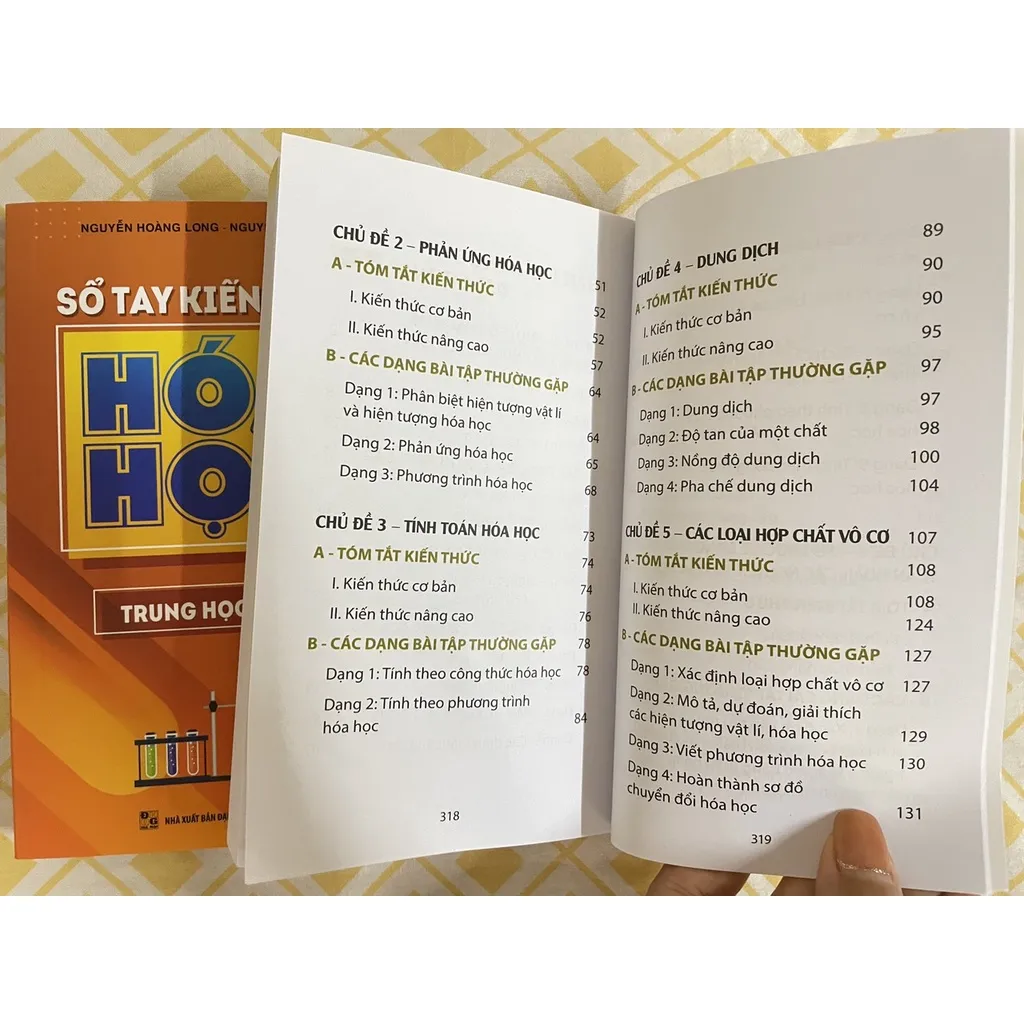 NGUYỄN HOÀNG LONG - NGUY
SỔ TAY KIẾN
HÓA
HỌ
TRUNG HỌC
NHÀ XUẤT BẢN ĐẠI
CHỦ ĐỀ 2 – PHẢN ỨNG HÓA HỌC 51
A - TÓM TẮT KIẾN THỨC 52
I. Kiến thức cơ bản 52
II. Kiến thức nâng cao 57
B - CÁC DẠNG BÀI TẬP THƯỜNG GẶP 64
Dạng 1: Phân biệt hiện tượng vật lí
và hiện tượng hóa học 64
Dạng 2: Phản ứng hóa học 65
Dạng 3: Phương trình hóa học 68
CHỦ ĐỀ 3 – TÍNH TOÁN HÓA HỌC 73
A - TÓM TẮT KIẾN THỨC 74
I. Kiến thức cơ bản 74
II. Kiến thức nâng cao 76
B - CÁC DẠNG BÀI TẬP THƯỜNG GẶP 78
Dạng 1: Tính theo công thức hóa học 78
Dạng 2: Tính theo phương trình
hóa học 84
318
CHỦ ĐỀ 4 – DUNG DỊCH 89
A - TÓM TẮT KIẾN THỨC 90
I. Kiến thức cơ bản 90
II. Kiến thức nâng cao 95
B - CÁC DẠNG BÀI TẬP THƯỜNG GẶP 97
Dạng 1: Dung dịch 97
Dạng 2: Độ tan của một chất 98
Dạng 3: Nồng độ dung dịch 100
Dạng 4: Pha chế dung dịch 104
CHỦ ĐỀ 5 – CÁC LOẠI HỢP CHẤT VÔ CƠ 107
A - TÓM TẮT KIẾN THỨC 108
I. Kiến thức cơ bản 108
II. Kiến thức nâng cao 124
B - CÁC DẠNG BÀI TẬP THƯỜNG GẶP 127
Dạng 1: Xác định loại hợp chất vô cơ 127
Dạng 2: Mô tả, dự đoán, giải thích
các hiện tượng vật lí, hóa học 129
Dạng 3: Viết phương trình hóa học 130
Dạng 4: Hoàn thành sơ đồ
chuyển đổi hóa học 131
319